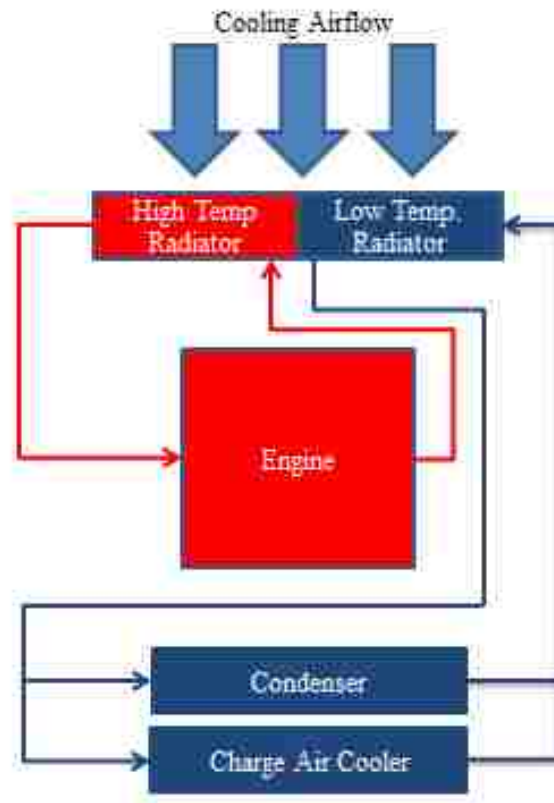 Cooling Airflow
High Temp
Radiator
Low Temp.
Radiator
Engine
Condenser
Charge Air Cooler